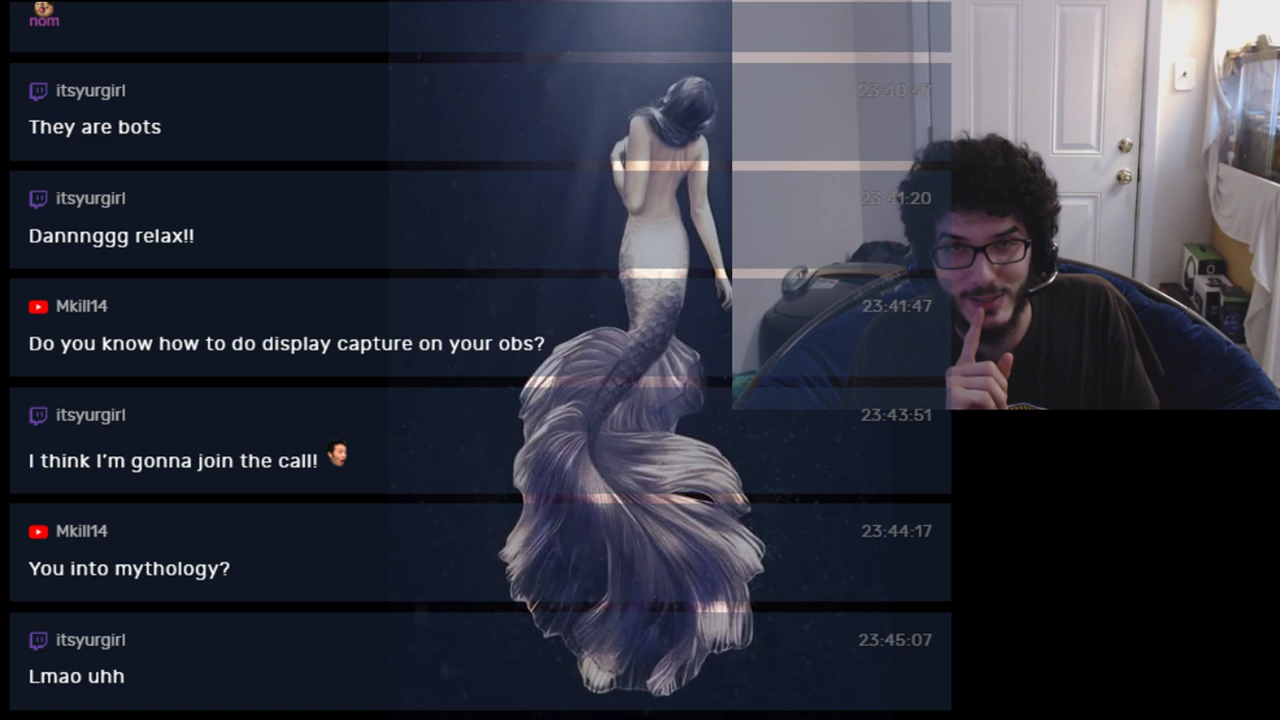 nom
itsyurgirl 23:40:47
They are bots
itsyurgirl 23:41:20
Dannnggg relax!!
Mkill14 23:41:47
Do you know how to do display capture on your obs?
itsyurgirl 23:43:51
I think I'm gonna join the call!
Mkill14 23:44:17
You into mythology?
itsyurgirl 23:45:07
Lmao uhh